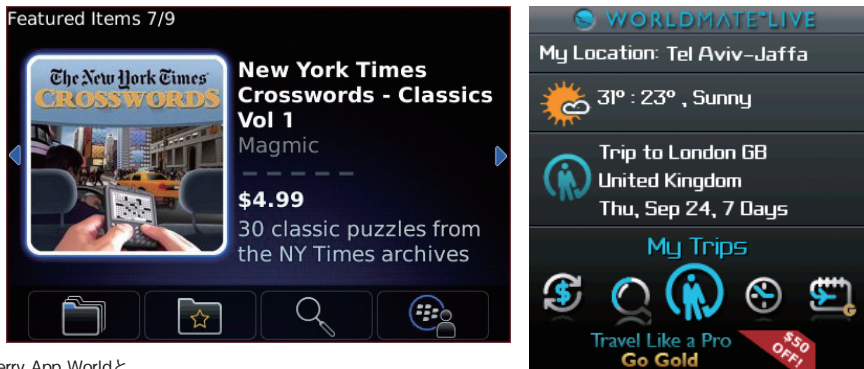 Featured Items 7/9
The New York Times
CROSSWORDS
New York Times
Crosswords - Classics
Vol 1
Magmic
$4.99
30 classic puzzles from
the NY Times archives
WORLDMATE LIVE
My Location: Tel Aviv-Jaffa
31° : 23° , Sunny
Trip to London GB
United Kingdom
Thu, Sep 24, 7 Days
My Trips
$
G
Travel Like a Pro
Go Gold
$50
OFF!
erry App Worldと